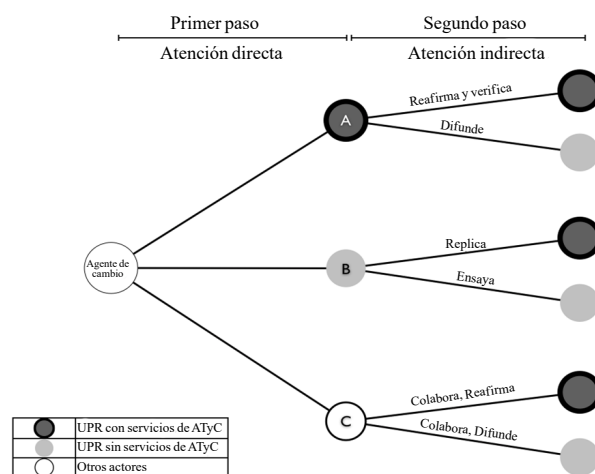 Primer paso
Segundo paso
Atención directa
Atención indirecta
Reafirma y verifica
A
Difunde
Agente de
cambio
B
Replica
Ensaya
C
Colabora, Reafirma
Colabora, Difunde
UPR con servicios de ATyC
UPR sin servicios de ATyC
Otros actores